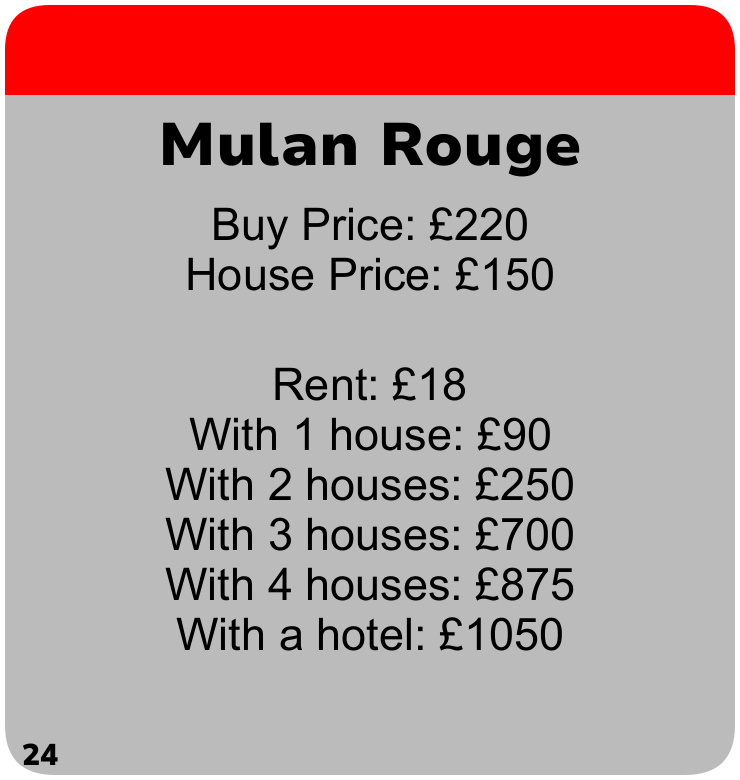 Mulan Rouge
Buy Price: £220
House Price: £150
Rent: £18
With 1 house: £90
With 2 houses: £250
With 3 houses: £700
With 4 houses: £875
With a hotel: £1050
24